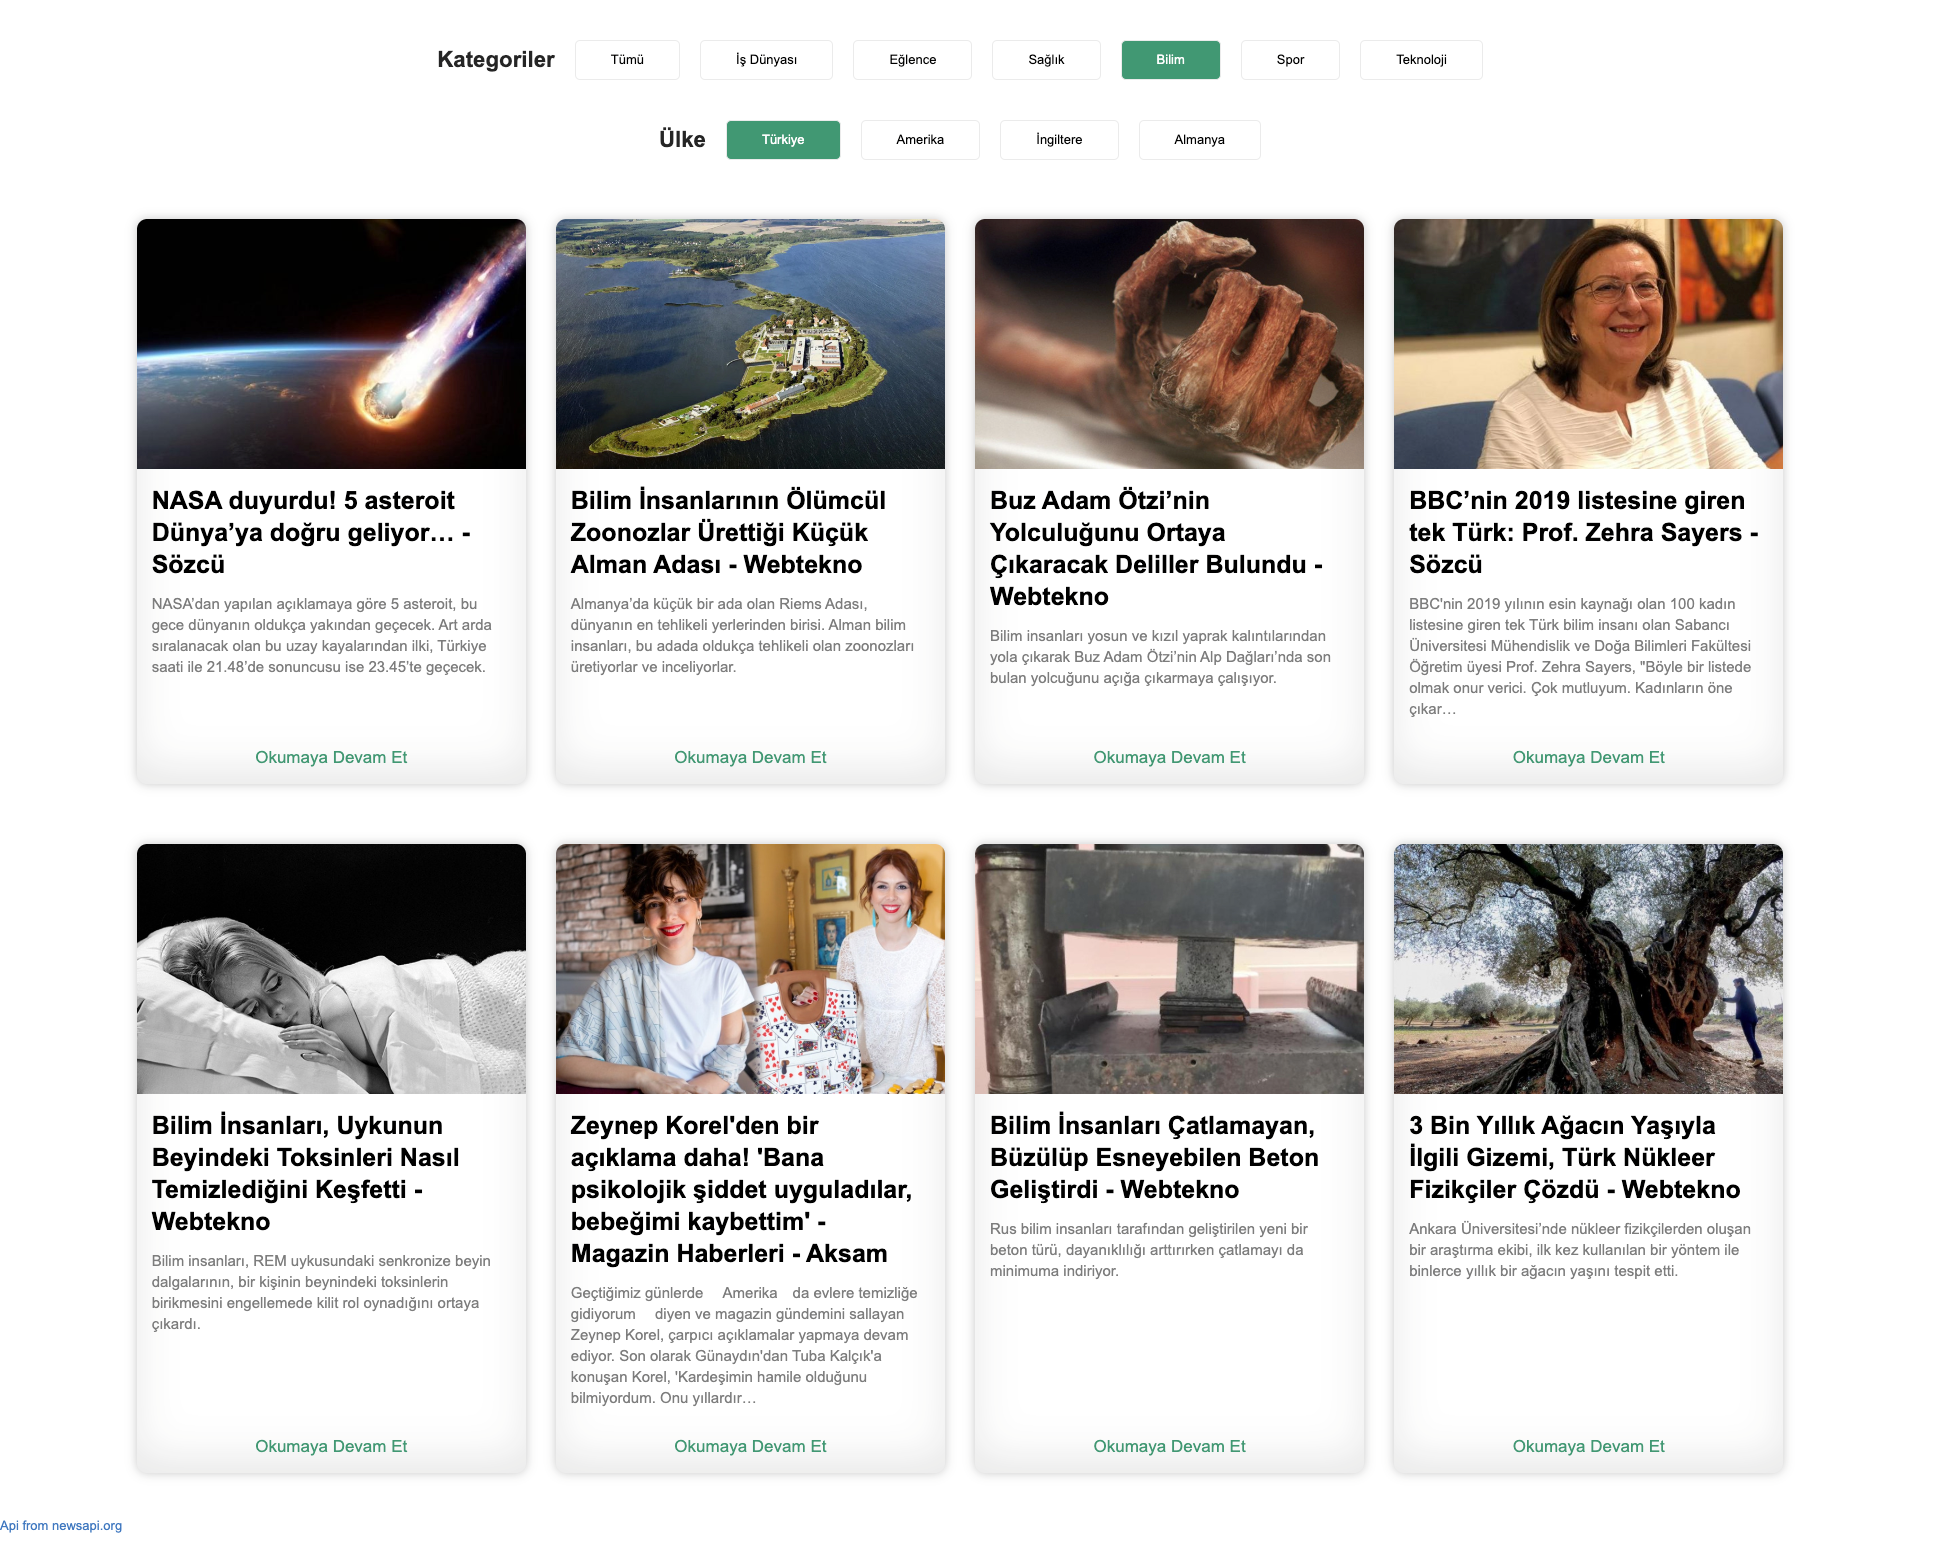 Kategoriler Tümü İş Dünyası Eğlence Sağlık Bilim Spor Teknoloji
Ülke Türkiye Amerika İngiltere Almanya
NASA duyurdu! 5 asteroit
Dünya’ya doğru geliyor… -
Sözcü
NASA’dan yapılan açıklamaya göre 5 asteroit, bu
gece dünyanın oldukça yakından geçecek. Art arda
sıralanacak olan bu uzay kayalarından ilki, Türkiye
saati ile 21.48’de sonuncusu ise 23.45’te geçecek.
Okumaya Devam Et
Bilim İnsanlarının Ölümcül
Zoonozlar Ürettiği Küçük
Alman Adası - Webtekno
Almanya’da küçük bir ada olan Riems Adası,
dünyanın en tehlikeli yerlerinden birisi. Alman bilim
insanları, bu adada oldukça tehlikeli olan zoonozları
üretiyorlar ve inceliyorlar.
Okumaya Devam Et
Buz Adam Ötzi’nin
Yolculuğunu Ortaya
Çıkaracak Deliller Bulundu -
Webtekno
Bilim insanları yosun ve kızıl yaprak kalıntılarından
yola çıkarak Buz Adam Ötzi’nin Alp Dağları’nda son
bulan yolcuğunu açığa çıkarmaya çalışıyor.
Okumaya Devam Et
BBC’nin 2019 listesine giren
tek Türk: Prof. Zehra Sayers -
Sözcü
BBC'nin 2019 yılının esin kaynağı olan 100 kadın
listesine giren tek Türk bilim insanı olan Sabancı
Üniversitesi Mühendislik ve Doğa Bilimleri Fakültesi
Öğretim üyesi Prof. Zehra Sayers, "Böyle bir listede
olmak onur verici. Çok mutluyum. Kadınların öne
çıkar…
Okumaya Devam Et
Bilim İnsanları, Uykunun
Beyindeki Toksinleri Nasıl
Temizlediğini Keşfetti -
Webtekno
Bilim insanları, REM uykusundaki senkronize beyin
dalgalarının, bir kişinin beynindeki toksinlerin
birikmesini engellemede kilit rol oynadığını ortaya
çıkardı.
Okumaya Devam Et
Zeynep Korel'den bir
açıklama daha! 'Bana
psikolojik şiddet uyguladılar,
bebeğimi kaybettim' -
Magazin Haberleri - Aksam
Geçtiğimiz günlerde Amerika da evlere temizliğe
gidiyorum diyen ve magazin gündemini sallayan
Zeynep Korel, çarpıcı açıklamalar yapmaya devam
ediyor. Son olarak Günaydın'dan Tuba Kalçık'a
konuşan Korel, 'Kardeşimin hamile olduğunu
bilmiyordum. Onu yıllardır…
Okumaya Devam Et
Bilim İnsanları Çatlamayan,
Büzülüp Esneyebilen Beton
Geliştirdi - Webtekno
Rus bilim insanları tarafından geliştirilen yeni bir
beton türü, dayanıklılığı arttırırken çatlamayı da
minimuma indiriyor.
Okumaya Devam Et
3 Bin Yıllık Ağacın Yaşıyla
İlgili Gizemi, Türk Nükleer
Fizikçiler Çözdü - Webtekno
Ankara Üniversitesi’nde nükleer fizikçilerden oluşan
bir araştırma ekibi, ilk kez kullanılan bir yöntem ile
binlerce yıllık bir ağacın yaşını tespit etti.
Okumaya Devam Et
Api from newsapi.org